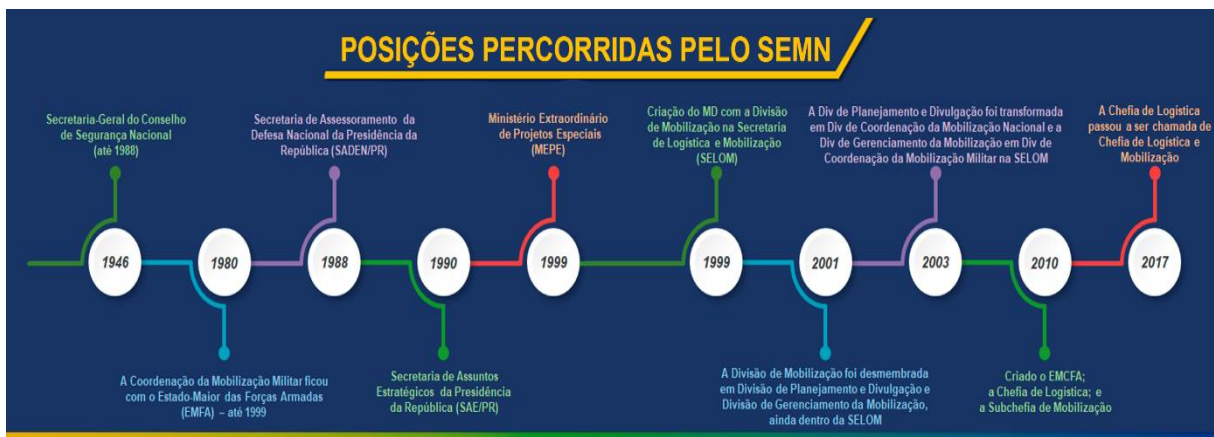 POSIÇÕES PERCORRIDAS PELO SEMN
Secretaria-Geral do Conselho
de Segurança Nacional
(até 1988)
1946
A Coordenação da Mobilização Militar ficou
com o Estado-Maior das Forças Armadas
(EMFA) – até 1999
1980
Secretaria de Assessoramento da
Defesa Nacional da Presidência da
República (SADEN/PR)
1988
Secretaria de Assuntos
Estratégicos da Presidência
da República (SAE/PR)
1990
Ministério Extraordinário
de Projetos Especiais
(MEPE)
1999
Criação do MD com a Divisão
de Mobilização na Secretaria
de Logística e Mobilização
(SELOM)
1999
A Divisão de Mobilização foi desmembrada
em Divisão de Planejamento e Divulgação e
Divisão de Gerenciamento da Mobilização,
ainda dentro da SELOM
2001
A Div de Planejamento e Divulgação foi transformada
em Div de Coordenação da Mobilização Nacional e a
Div de Gerenciamento da Mobilização em Div de
Coordenação da Mobilização Militar na SELOM
2003
Criado o EMCFA;
a Chefia de Logística; e
a Subchefia de Mobilização
2010
A Chefia de Logística
passou a ser chamada de
Chefia de Logística e
Mobilização
2017